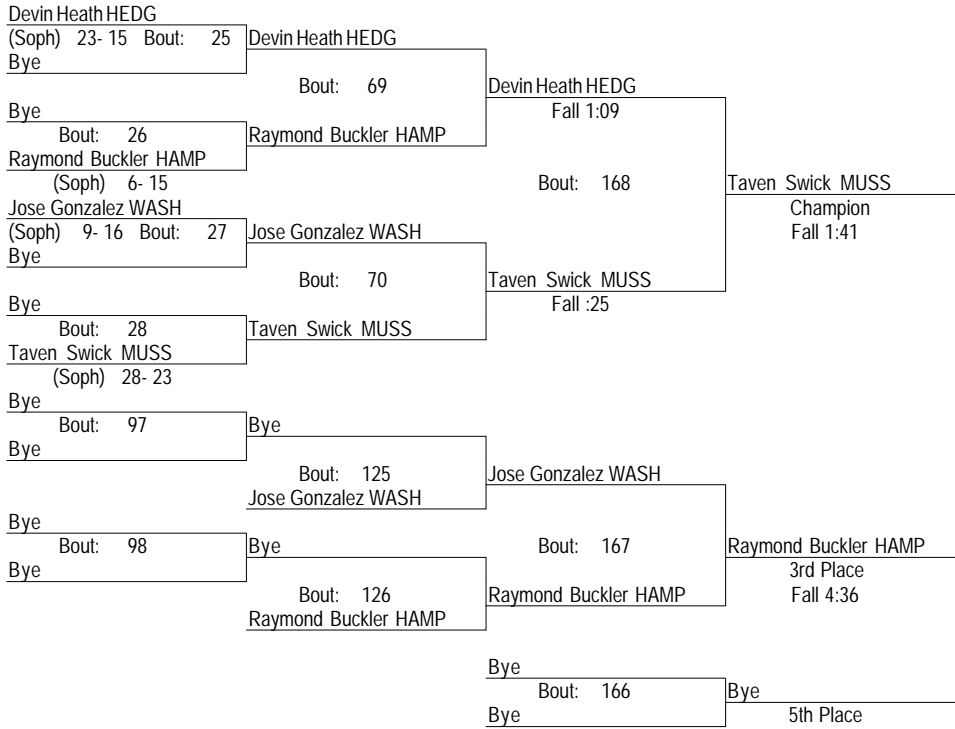 Devin Heath HEDG
(Soph) 23- 15 Bout: 25 Devin Heath HEDG
Bye
Bout: 69 Devin Heath HEDG
Bye Fall 1:09
Bout: 26 Raymond Buckler HAMP
Raymond Buckler HAMP
(Soph) 6- 15 Bout: 168 Taven Swick MUSS
Jose Gonzalez WASH Champion
(Soph) 9- 16 Bout: 27 Jose Gonzalez WASH Fall 1:41
Bye
Bout: 70 Taven Swick MUSS
Bye Fall :25
Bout: 28 Taven Swick MUSS
Taven Swick MUSS
(Soph) 28- 23
Bye
Bout: 97 Bye
Bye
Bout: 125 Jose Gonzalez WASH
Jose Gonzalez WASH
Bye
Bout: 98 Bye Bout: 167 Raymond Buckler HAMP
Bye 3rd Place
Bout: 126 Raymond Buckler HAMP Fall 4:36
Raymond Buckler HAMP
Bye
Bout: 166 Bye
Bye 5th Place